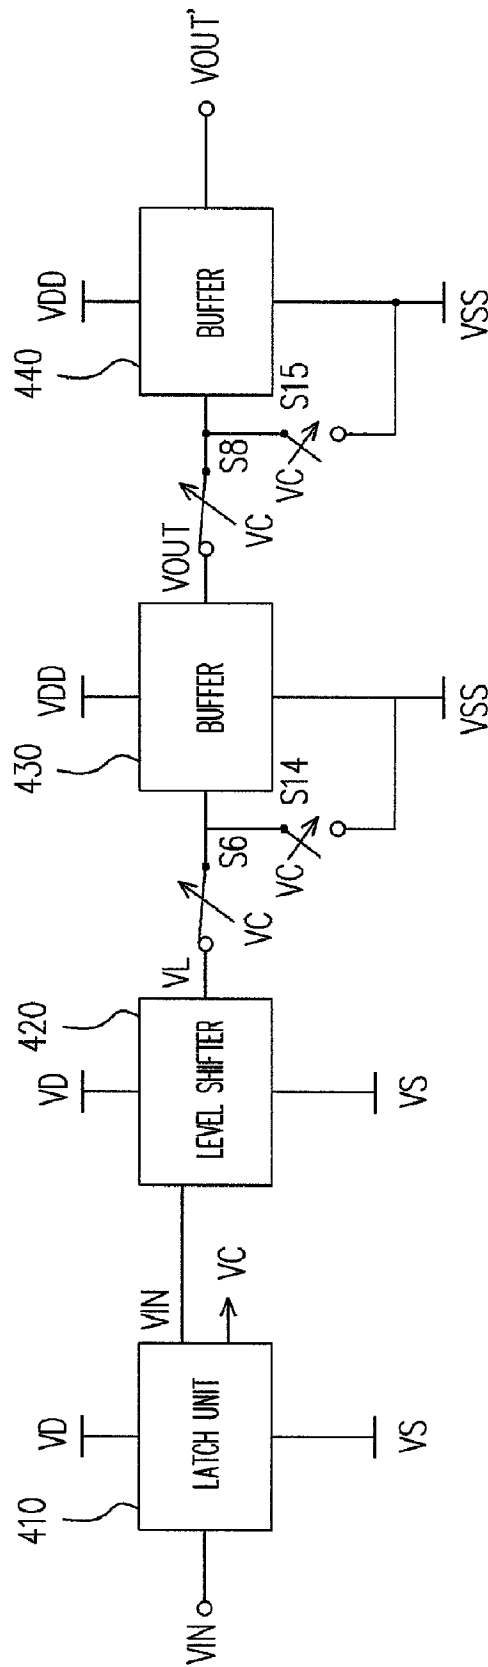 410
VD
VIN
LATCH UNIT
VIN
VC
VS
420
VD
LEVEL SHIFTER
VL
VS
S6
VC
VC
S14
430
VDD
BUFFER
VOUT
VSS
S8
VC
VC
S15
440
VDD
BUFFER
VOUT'
VSS